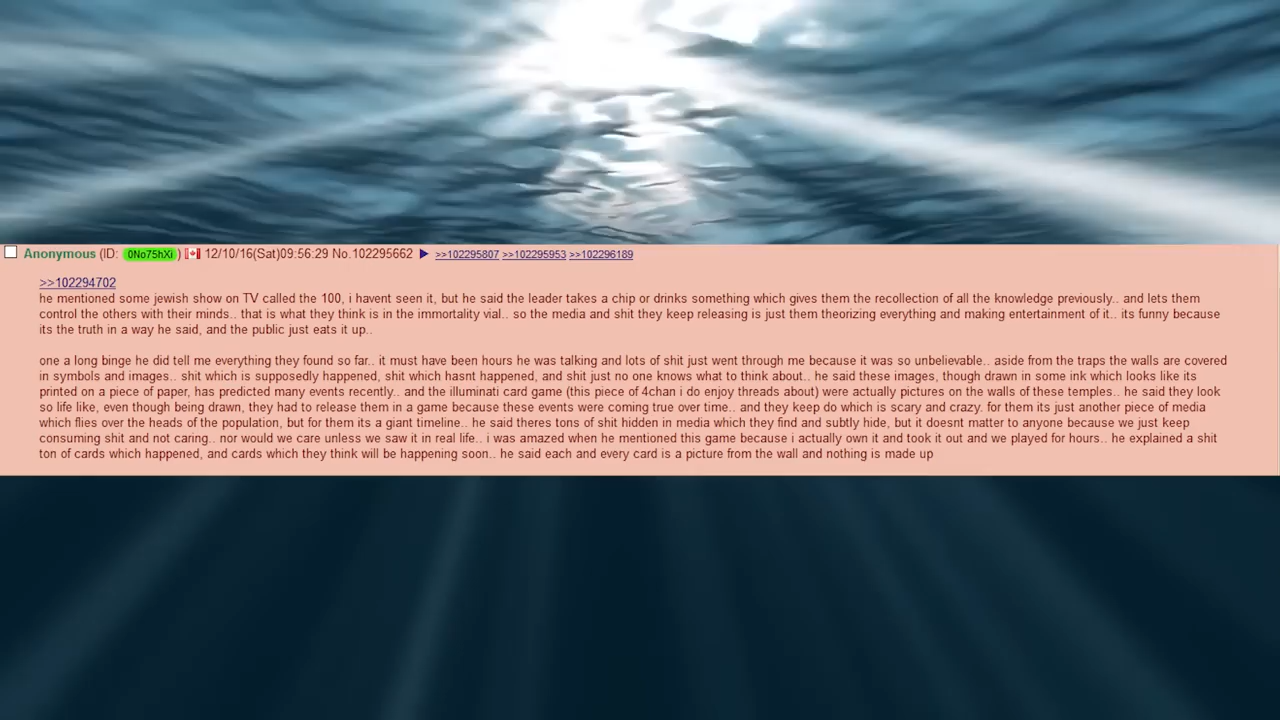 Anonymous (ID: 0No75hXi) 12/10/16(Sat)09:56:29 No.102295662 ▶ >>102295807 >>102295953 >>102296189
>>102294702
he mentioned some jewish show on TV called the 100, i havent seen it, but he said the leader takes a chip or drinks something which gives them the recollection of all the knowledge previously.. and lets them
control the others with their minds.. that is what they think is in the immortality vial.. so the media and shit they keep releasing is just them theorizing everything and making entertainment of it.. its funny because
its the truth in a way he said, and the public just eats it up..
one a long binge he did tell me everything they found so far.. it must have been hours he was talking and lots of shit just went through me because it was so unbelievable.. aside from the traps the walls are covered
in symbols and images.. shit which is supposedly happened, shit which hasnt happened, and shit just no one knows what to think about.. he said these images, though drawn in some ink which looks like its
printed on a piece of paper, has predicted many events recently.. and the illuminati card game (this piece of 4chan i do enjoy threads about) were actually pictures on the walls of these temples.. he said they look
so life like, even though being drawn, they had to release them in a game because these events were coming true over time.. and they keep do which is scary and crazy. for them its just another piece of media
which flies over the heads of the population, but for them its a giant timeline.. he said theres tons of shit hidden in media which they find and subtly hide, but it doesnt matter to anyone because we just keep
consuming shit and not caring.. nor would we care unless we saw it in real life.. i was amazed when he mentioned this game because i actually own it and took it out and we played for hours.. he explained a shit
ton of cards which happened, and cards which they think will be happening soon.. he said each and every card is a picture from the wall and nothing is made up